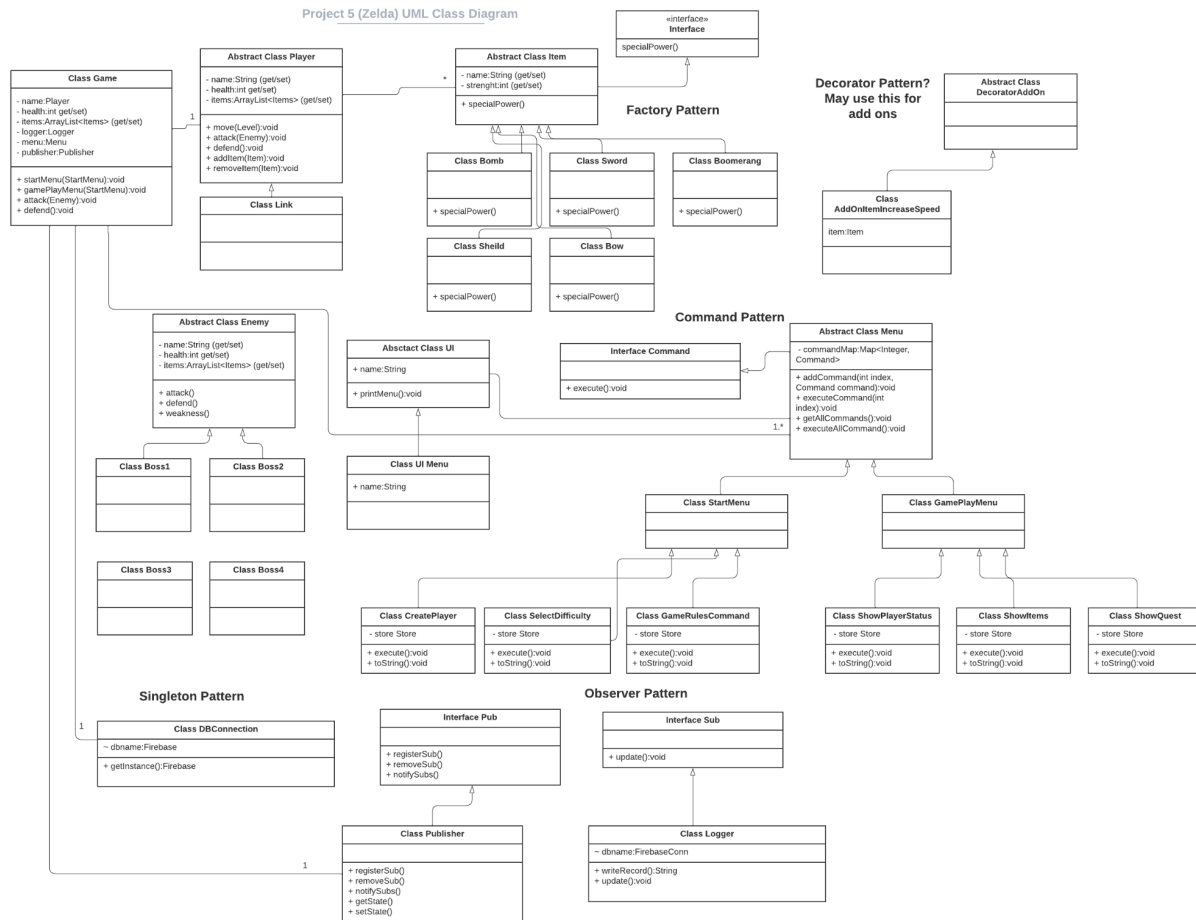 Project 5 (Zelda) UML Class Diagram
«interface»
Interface
specialPower()
Class Game
- name:Player
- health:int get/set)
- items:ArrayList<Items> (get/set)
- logger:Logger
- menu:Menu
- publisher:Publisher
+ startMenu(StartMenu):void
+ gamePlayMenu(StartMenu):void
+ attack(Enemy):void
+ defend():void
1
Abstract Class Player
- name:String (get/set)
- health:int get/set)
- items:ArrayList<Items> (get/set)
+ move(Level):void
+ attack(Enemy):void
+ defend():void
+ addItem(Item):void
+ removeItem(Item):void
*
Abstract Class Item
- name:String (get/set)
- strenght:int (get/set)
+ specialPower()
Factory Pattern
Decorator Pattern?
May use this for
add ons
Abstract Class
DecoratorAddOn
Class Link
Class Bomb
+ specialPower()
Class Sword
+ specialPower()
Class Boomerang
+ specialPower()
Class
AddOnItemIncreaseSpeed
item:Item
Class Sheild
+ specialPower()
Class Bow
+ specialPower()
Command Pattern
Abstract Class Enemy
- name:String (get/set)
- health:int get/set)
- items:ArrayList<Items> (get/set)
+ attack()
+ defend()
+ weakness()
Absctact Class UI
+ name:String
+ printMenu():void
Interface Command
+ execute():void
Abstract Class Menu
- commandMap:Map<Integer,
Command>
+ addCommand(int index,
Command command):void
+ executeCommand(int
index):void
+ getAllCommands():void
+ executeAllCommand():void
1.*
Class Boss1
Class Boss2
Class UI Menu
+ name:String
Class StartMenu
Class GamePlayMenu
Class Boss3
Class Boss4
Class CreatePlayer
- store Store
+ execute():void
+ toString():void
Class SelectDifficulty
- store Store
+ execute():void
+ toString():void
Class GameRulesCommand
- store Store
+ execute():void
+ toString():void
Class ShowPlayerStatus
- store Store
+ execute():void
+ toString():void
Class ShowItems
- store Store
+ execute():void
+ toString():void
Class ShowQuest
- store Store
+ execute():void
+ toString():void
Singleton Pattern
Observer Pattern
1
Class DBConnection
~ dbname:Firebase
+ getInstance():Firebase
Interface Pub
+ registerSub()
+ removeSub()
+ notifySubs()
Interface Sub
+ update():void
1
Class Publisher
+ registerSub()
+ removeSub()
+ notifySubs()
+ getState()
+ setState()
Class Logger
~ dbname:FirebaseConn
+ writeRecord():String
+ update():void